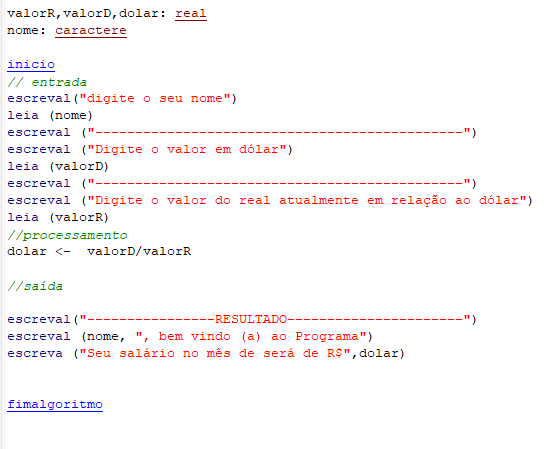 valorR,valorD,dolar: real
nome: caractere
inicio
// entrada
escreval("digite o seu nome")
leia (nome)
escreval ("----------------------------------------------")
escreval ("Digite o valor em dólar")
leia (valorD)
escreval ("----------------------------------------------")
escreval ("Digite o valor do real atualmente em relação ao dólar")
leia (valorR)
//processamento
dolar <-  valorD/valorR
//saída
escreval("----------------RESULTADO----------------------")
escreval (nome, ", bem vindo (a) ao Programa")
escreva ("Seu salário no mês de será de R$",dolar)
fimalgoritmo